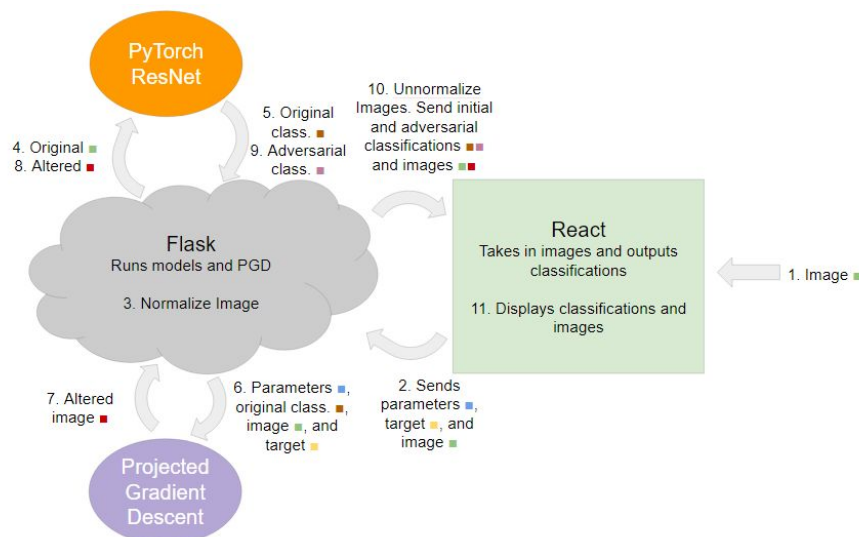 PyTorch
ResNet
4. Original
8. Altered
5. Original
class.
9. Adversarial
class.
10. Unnormalize
Images. Send initial
and adversarial
classifications
and images
Flask
Runs models and PGD
3. Normalize Image
React
Takes in images and outputs
classifications
11. Displays classifications and
images
1. Image
7. Altered
image
6. Parameters ,
original class. ,
image , and
target
2. Sends
parameters ,
target , and
image
Projected
Gradient
Descent